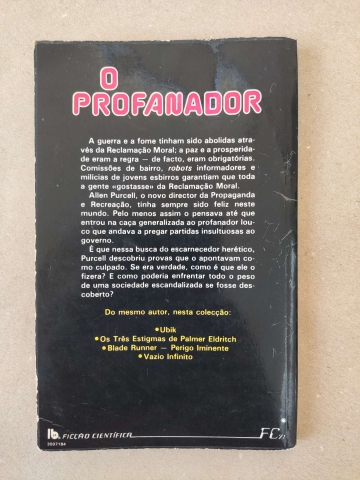 O
PROFANADOR
A guerra e a fome tinham sido abolidas atra-
vés da Reclamação Moral; a paz e a prosperida-
de eram a regra — de facto, eram obrigatórias.
Comissões de bairro, robots informadores e
milícias de jovens esbirros garantiam que toda
a gente «gostasse» da Reclamação Moral.
Allen Purcell, o novo director da Propaganda
e Recreação, tinha sempre sido feliz neste
mundo. Pelo menos assim o pensava até que
entrou na caça generalizada ao profanador lou-
co que andava a pregar partidas insultuosas ao
governo.
É que nessa busca do escarnecedor herético,
Purcell descobriu provas que o apontavam co-
mo culpado. Se era verdade, como é que ele o
fizera? E como poderia enfrentar todo o peso
de uma sociedade escandalizada se fosse des-
coberto?
Do mesmo autor, nesta colecção:
• Ubik
• Os Três Estigmas de Palmer Eldritch
• Blade Runner — Perigo Iminente
• Vazio Infinito
lb. FICÇÃO CIENTÍFICA
FC